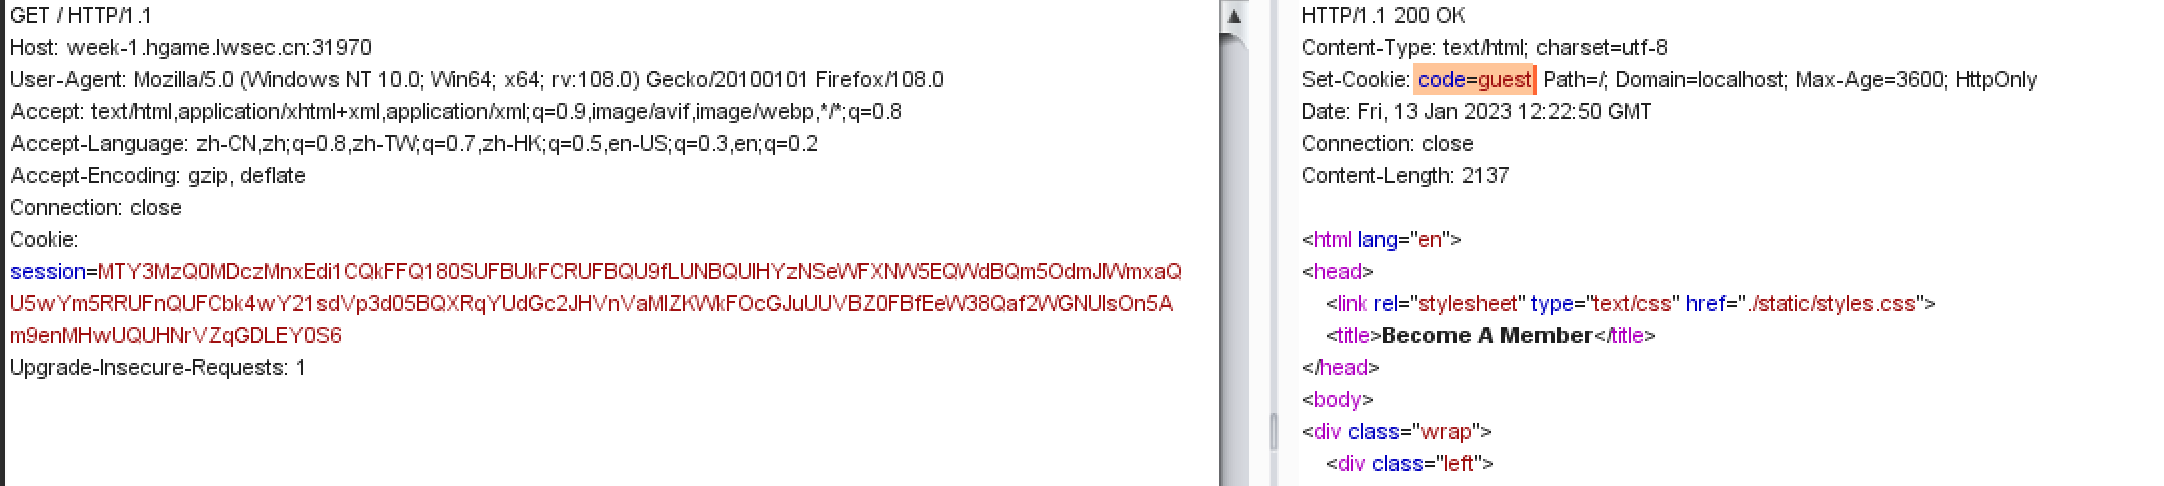 GET / HTTP/1.1
Host: week-1.hgame.lwsec.cn:31970
User-Agent: Mozilla/5.0 (Windows NT 10.0; Win64; x64; rv:108.0) Gecko/20100101 Firefox/108.0
Accept: text/html,application/xhtml+xml,application/xml;q=0.9,image/avif,image/webp,*/*;q=0.8
Accept-Language: zh-CN,zh;q=0.8,zh-TW;q=0.7,zh-HK;q=0.5,en-US;q=0.3,en;q=0.2
Accept-Encoding: gzip, deflate
Connection: close
Cookie:
session=MTY3MzQ0MDczMnxEdi1CQkFFQ180SUFBUkFCRUFBQU9fLUNBQUlHYzNSeWFXNW5EQWdBQm5OdmJIWmxaQ
U5wYm5RRUFnQUFCbk4wY21sdVp3d05BQXRqYUdGc2JHVnVaMlZKWkFOcGJuUUVBZ0FBfEeW38Qaf2WGNUIsOn5A
m9enMHwUQUHNrVZqGDLEY0S6
Upgrade-Insecure-Requests: 1
HTTP/1.1 200 OK
Content-Type: text/html; charset=utf-8
Set-Cookie: code=guest; Path=/; Domain=localhost; Max-Age=3600; HttpOnly
Date: Fri, 13 Jan 2023 12:22:50 GMT
Connection: close
Content-Length: 2137
<html lang="en">
<head>
<link rel="stylesheet" type="text/css" href="./static/styles.css">
<title>Become A Member</title>
</head>
<body>
<div class="wrap">
<div class="left">